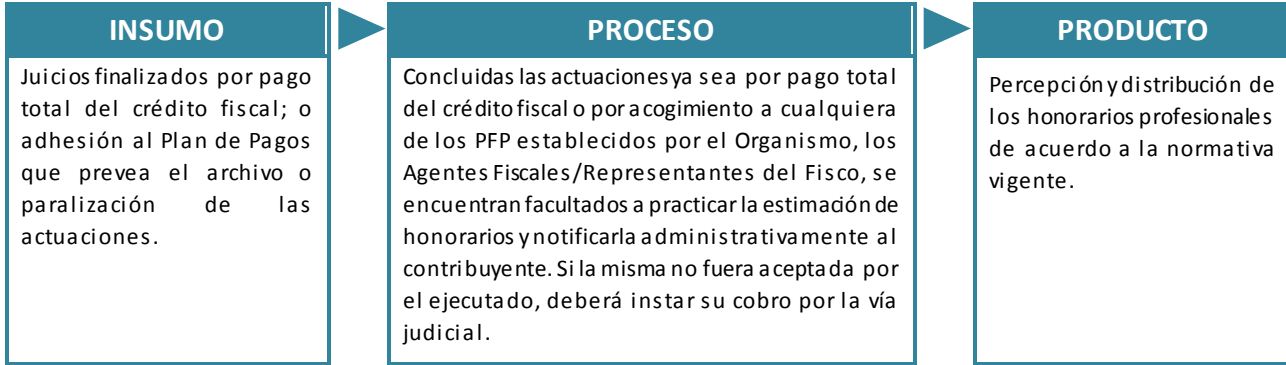 INSUMO
Juicios finalizados por pago
total del crédito fiscal; o
adhesión al Plan de Pagos
que prevea el archivo o
paralización de las
actuaciones.
PROCESO
Concluidas las actuaciones ya sea por pago total
del crédito fiscal o por acogimiento a cualquiera
de los PFP establecidos por el Organismo, los
Agentes Fiscales/Representantes del Fisco, se
encuentran facultados a practicar la estimación de
honorarios y notificarla administrativamente al
contribuyente. Si la misma no fuera aceptada por
el ejecutado, deberá instar su cobro por la vía
judicial.
PRODUCTO
Percepción y distribución de
los honorarios profesionales
de acuerdo a la normativa
vigente.